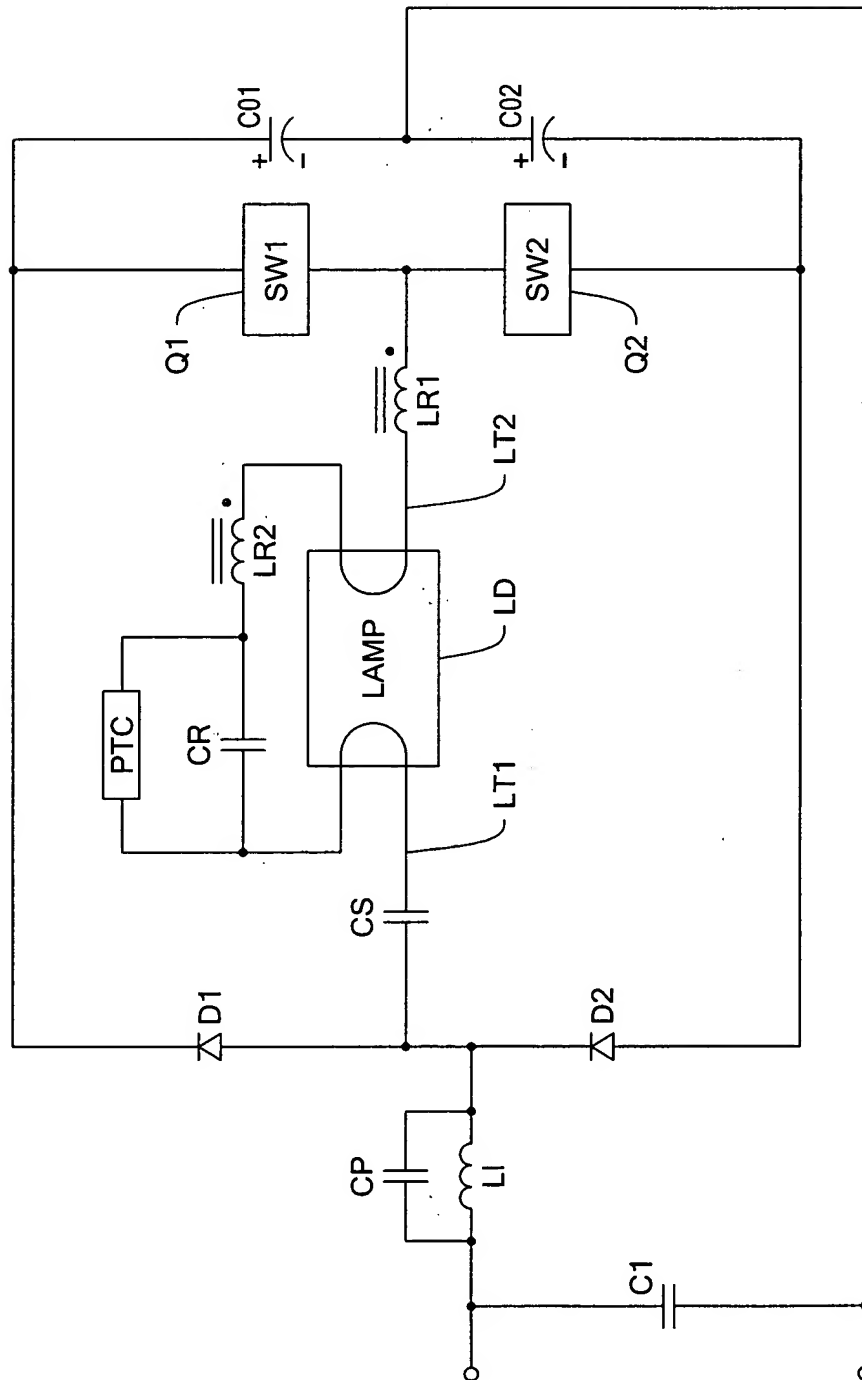 PTC
CR
LR2
Q1
SW1
+
-
C01
D1
CP
LI
CS
LAMP
LR1
LT1
LD
LT2
C1
D2
Q2
SW2
+
-
C02